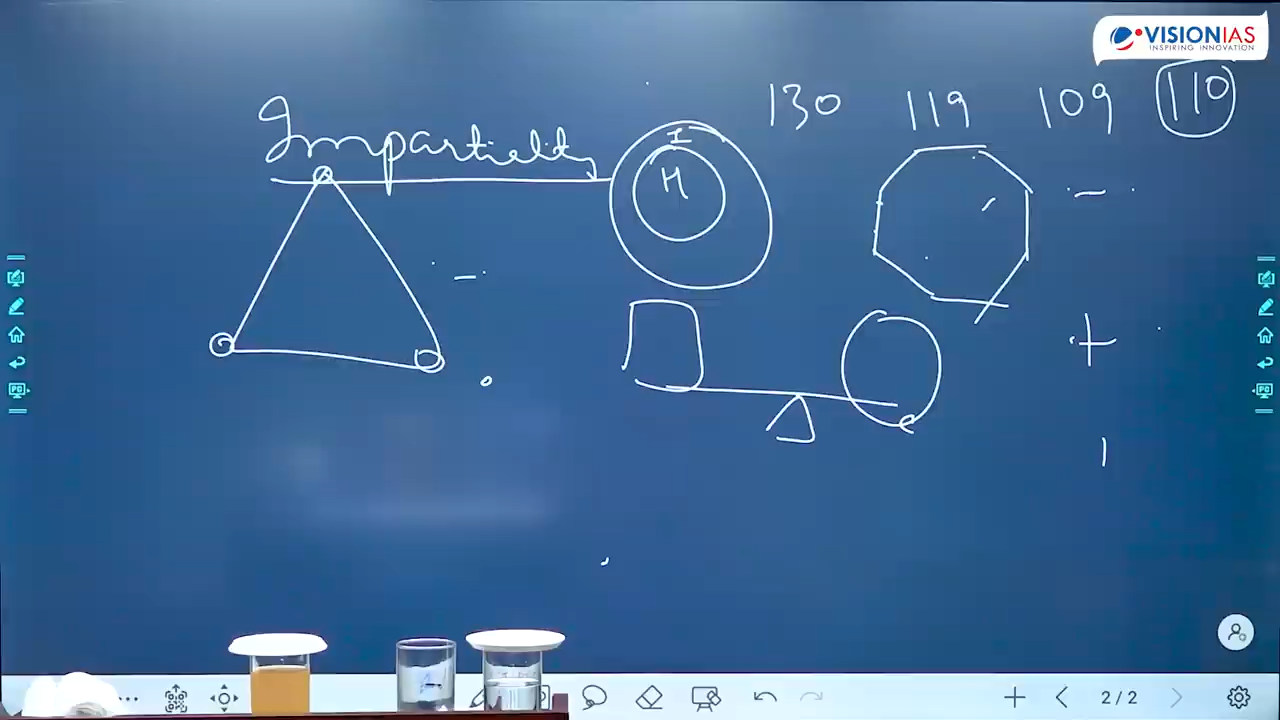 VISIONIAS
INSPIRING INNOVATION
130 119 109 110
Impartiality
I
M
2/2